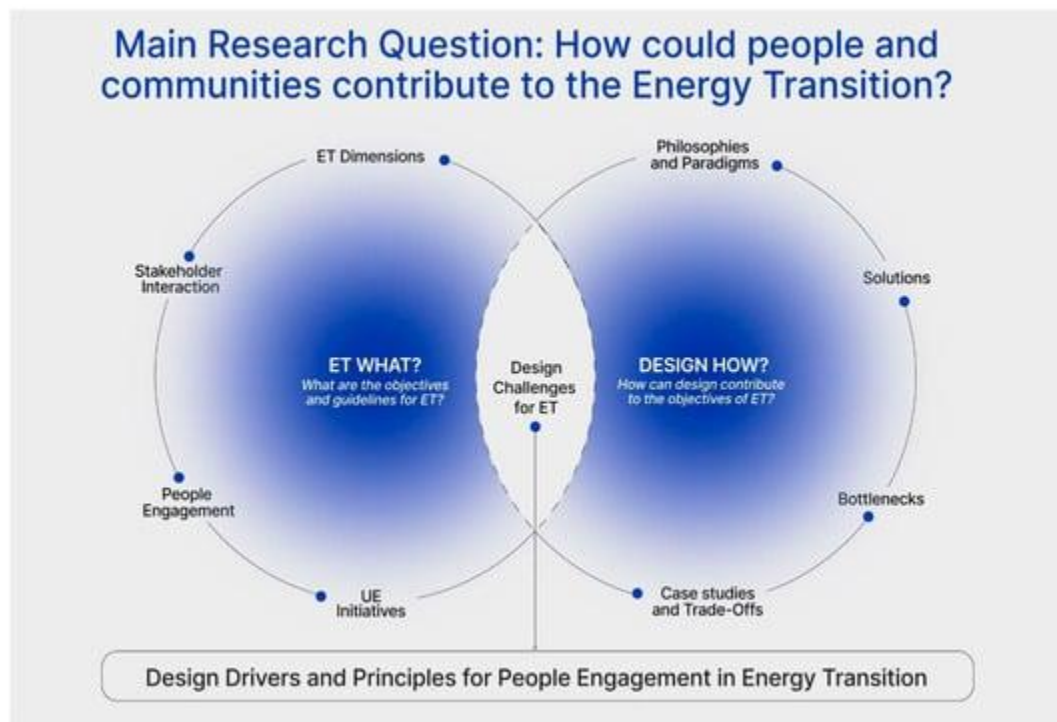 Main Research Question: How could people and
communities contribute to the Energy Transition?
ET Dimensions
Philosophies
and Paradigms
Stakeholder
Interaction
Solutions
ET WHAT?
What are the objectives
and guidelines for ET?
Design
Challenges
for ET
DESIGN HOW?
How can design contribute
to the objectives of ET?
People
Engagement
Bottlenecks
UE
Initiatives
Case studies
and Trade-Offs
Design Drivers and Principles for People Engagement in Energy Transition